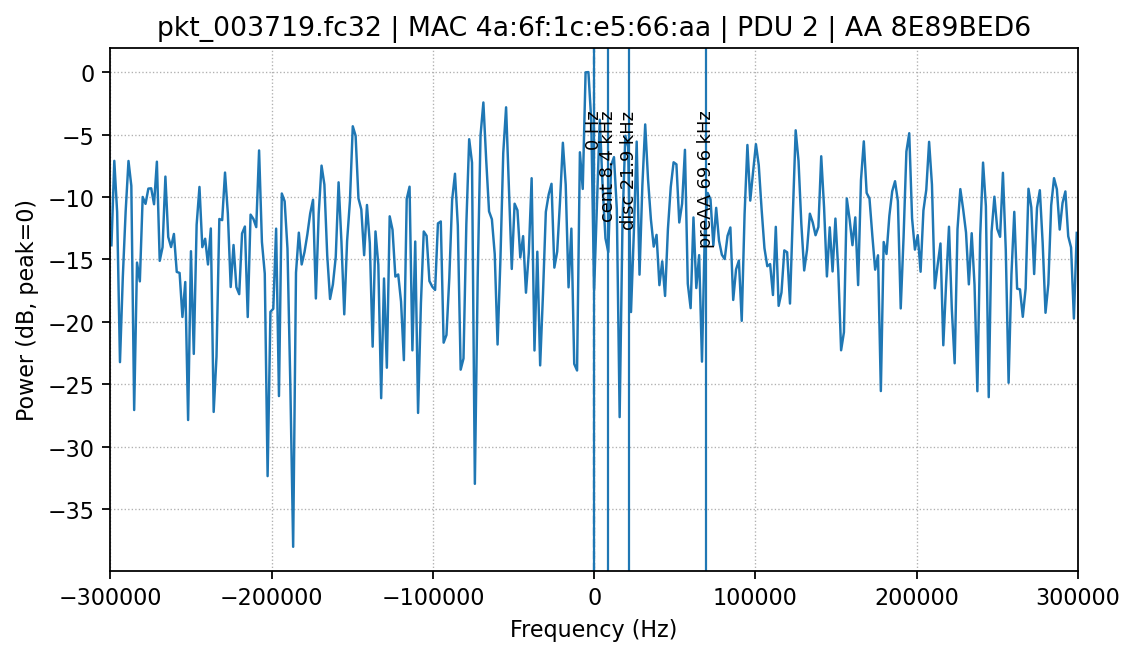 pkt_003719.fc32 | MAC 4a:6f:1c:e5:66:aa | PDU 2 | AA 8E89BED6
Power (dB, peak=0)
0
−5
−10
−15
−20
−25
−30
−35
0 Hz
cent 8.4 kHz
disc 21.9 kHz
preAA 69.6 kHz
−300000
−200000
−100000
0
100000
200000
300000
Frequency (Hz)